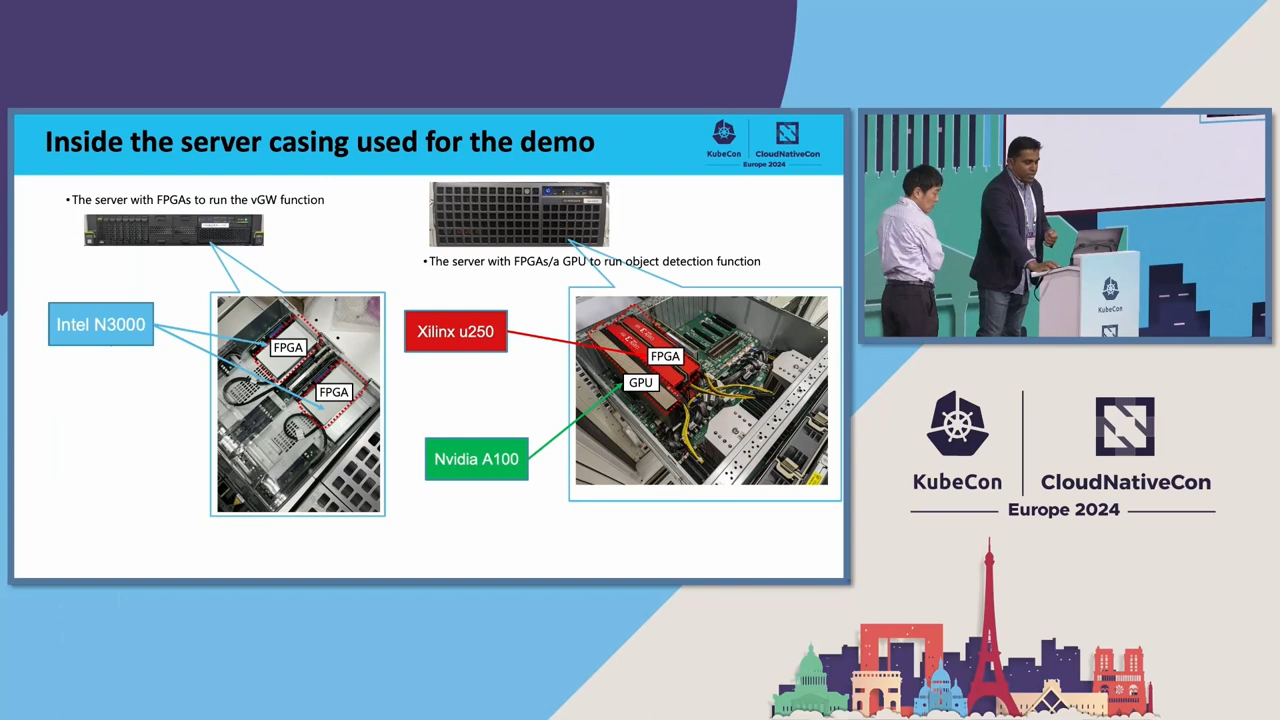 Inside the server casing used for the demo
KubeCon
CloudNativeCon
Europe 2024
•The server with FPGAs to run the vGW function
•The server with FPGAs/a GPU to run object detection function
Intel N3000
FPGA
FPGA
Xilinx u250
FPGA
GPU
Nvidia A100
KubeCon
KubeCon
CloudNativeCon
Europe 2024